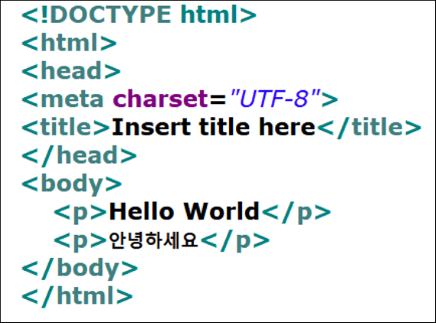 <!DOCTYPE html>
<html>
<head>
<meta charset="UTF-8">
<title>Insert title here</title>
</head>
<body>
<p>Hello World</p>
<p>안녕하세요</p>
</body>
</html>